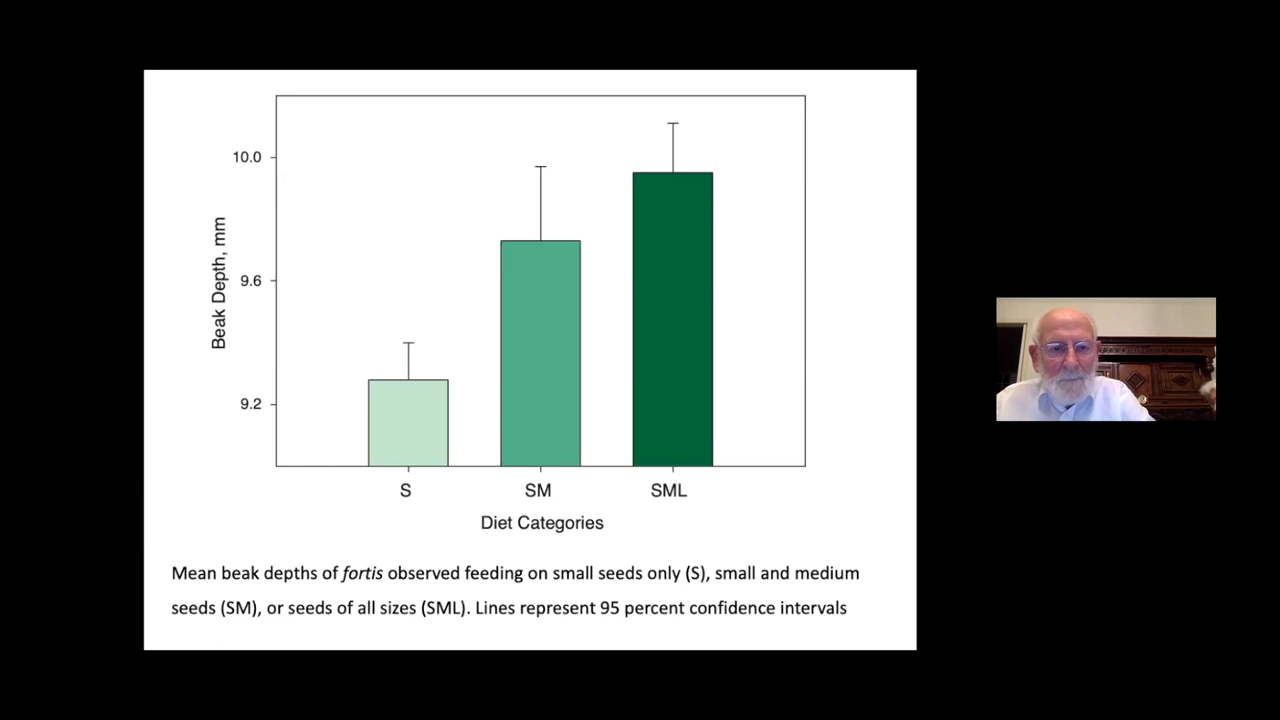 10.0
9.6
9.2
Beak Depth, mm
S SM SML
Diet Categories
Mean beak depths of fortis observed feeding on small seeds only (S), small and medium
seeds (SM), or seeds of all sizes (SML). Lines represent 95 percent confidence intervals